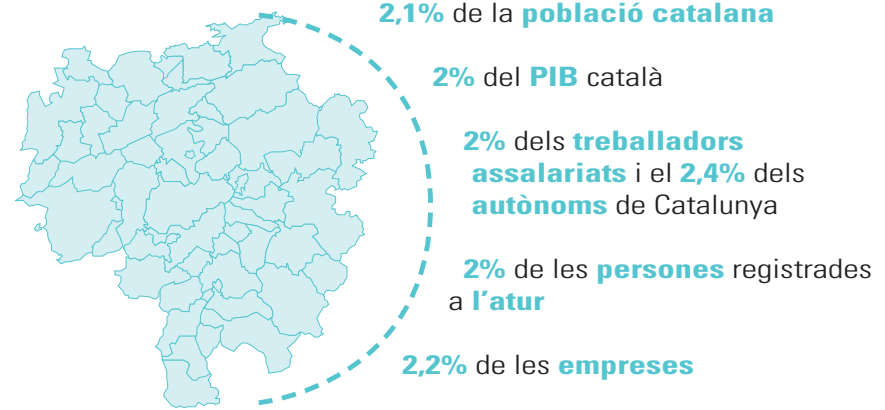 2,1% de la població catalana
2% del PIB català
2% dels treballadors
assalariats i el 2,4% dels
autònoms de Catalunya
2% de les persones registrades
a l’atur
2,2% de les empreses